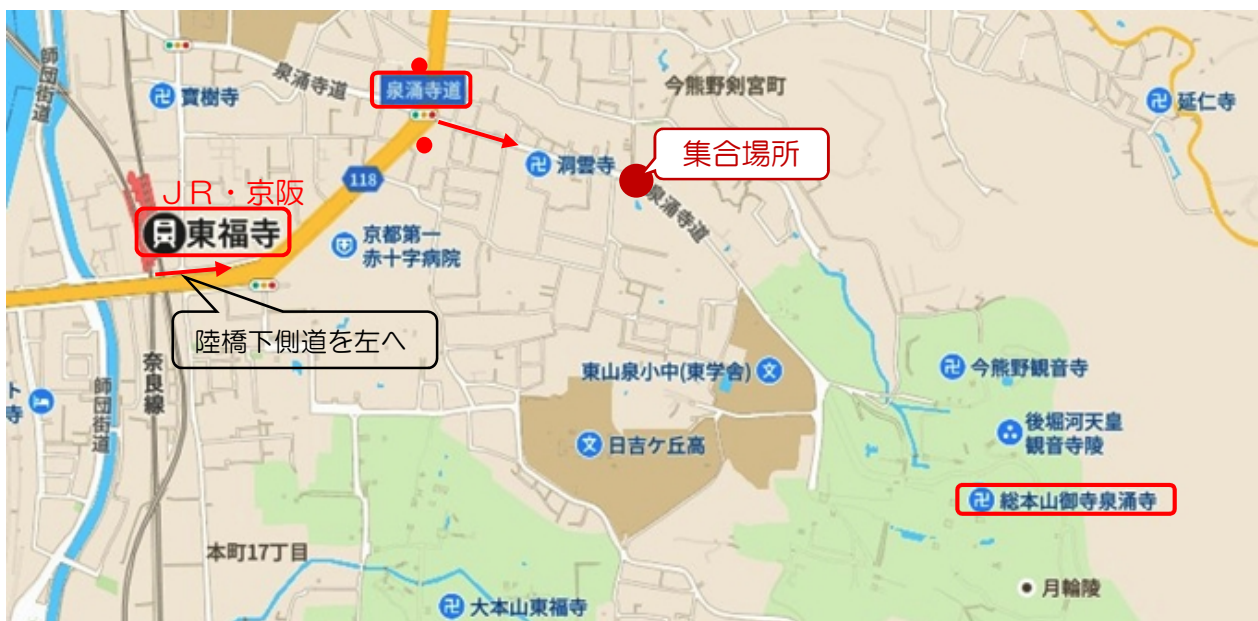 師団街道
泉涌寺道
泉涌寺道
寳樹寺
今熊野剣宮町
延仁寺
集合場所
洞雲寺
118
泉涌寺道
JR・京阪
東福寺
京都第一
赤十字病院
陸橋下側道を左へ
奈良線
師団街道
ト
寺
東山泉小中(東学舎)
文
今熊野観音寺
後堀河天皇
観音寺陵
日吉ケ丘高
文
総本山御寺泉涌寺
本町17丁目
大本山東福寺
月輪陵